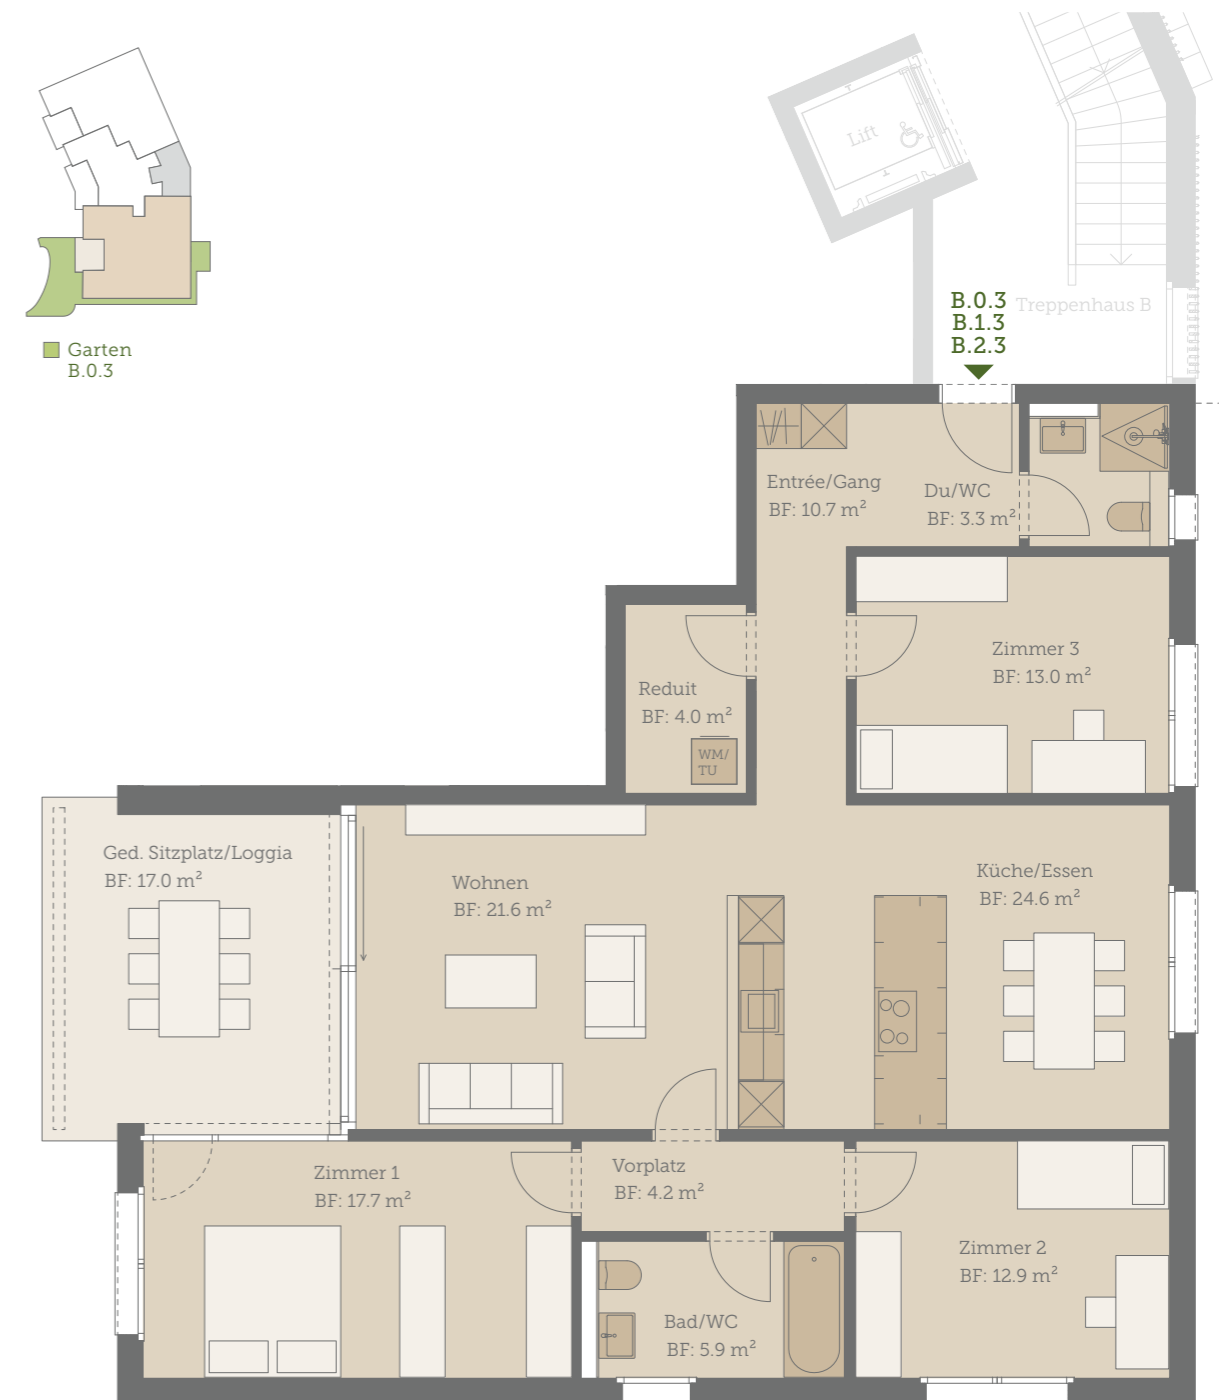 Lift
B.0.3
B.1.3
B.2.3
Treppenhaus B
Garten
B.0.3
Entrée/Gang
BF: 10.7 m²
Du/WC
BF: 3.3 m²
Zimmer 3
BF: 13.0 m²
Reduit
BF: 4.0 m²
WM/
TU
Ged. Sitzplatz/Loggia
BF: 17.0 m²
Wohnen
BF: 21.6 m²
Küche/Essen
BF: 24.6 m²
Zimmer 1
BF: 17.7 m²
Vorplatz
BF: 4.2 m²
Zimmer 2
BF: 12.9 m²
Bad/WC
BF: 5.9 m²